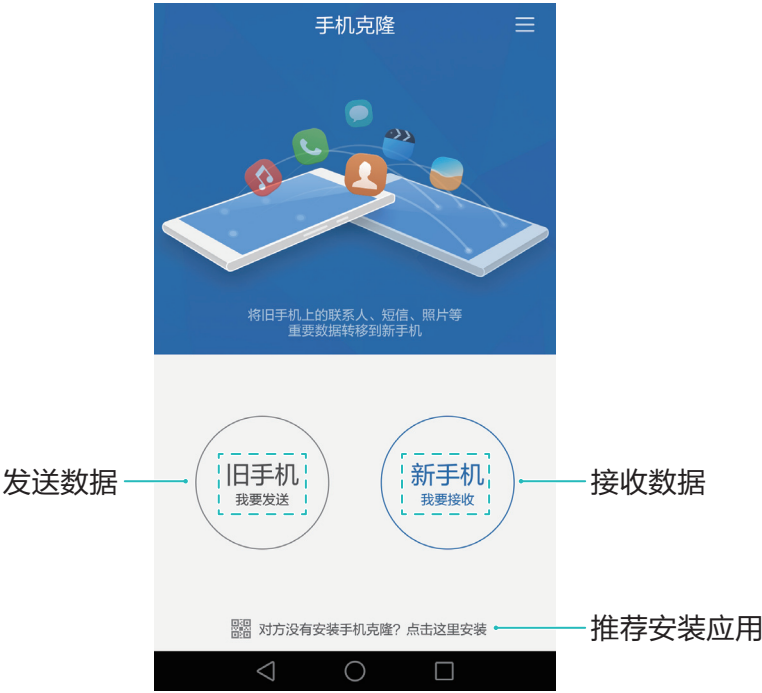 手机克隆
将旧手机上的联系人、短信、照片等
重要数据转移到新手机
发送数据
旧手机
我要发送
新手机
我要接收
接收数据
对方没有安装手机克隆？点击这里安装
推荐安装应用